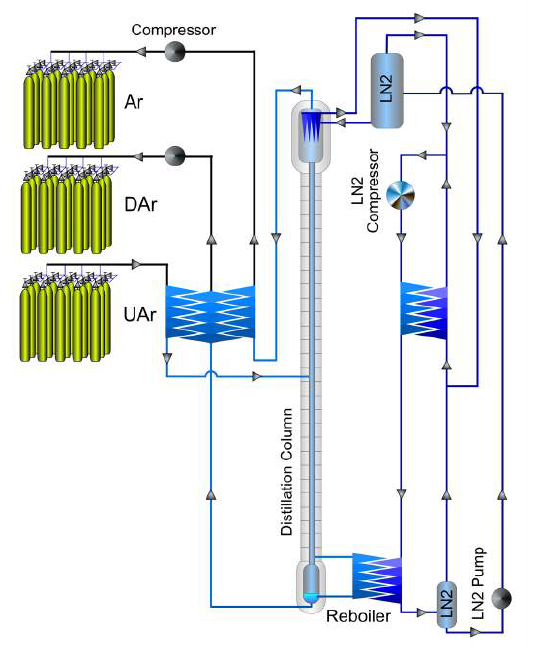 Compressor
Ar
DAr
UAr
LN2
LN2
Compressor
Distillation Column
Reboiler
LN2
LN2 Pump